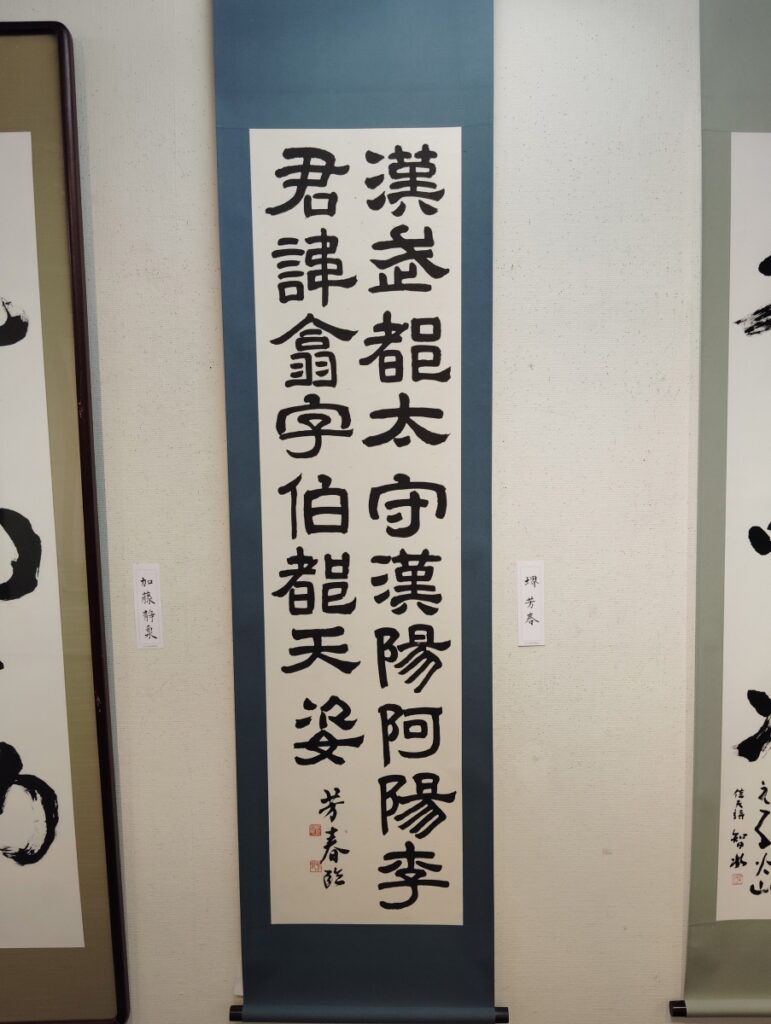 漢武都太守漢陽阿陽李
君諱翕字伯都天姿
芳春臨
芳春
加藤静泉
智